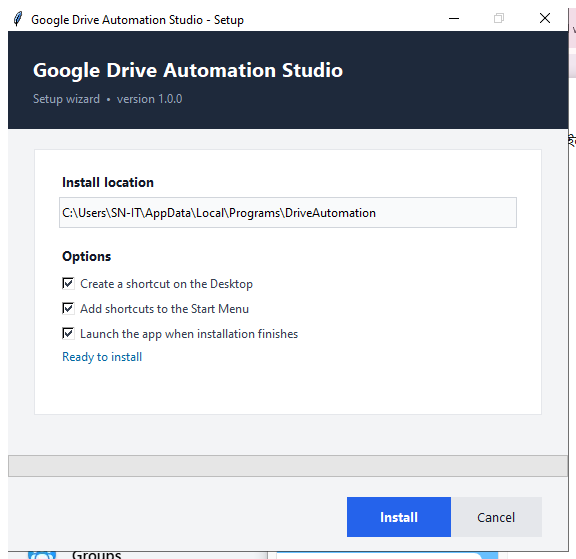 Google Drive Automation Studio - Setup
Google Drive Automation Studio
Setup wizard • version 1.0.0
Install location
C:\Users\SN-IT\AppData\Local\Programs\DriveAutomation
Options
Create a shortcut on the Desktop
Add shortcuts to the Start Menu
Launch the app when installation finishes
Ready to install
Install Cancel
Groups